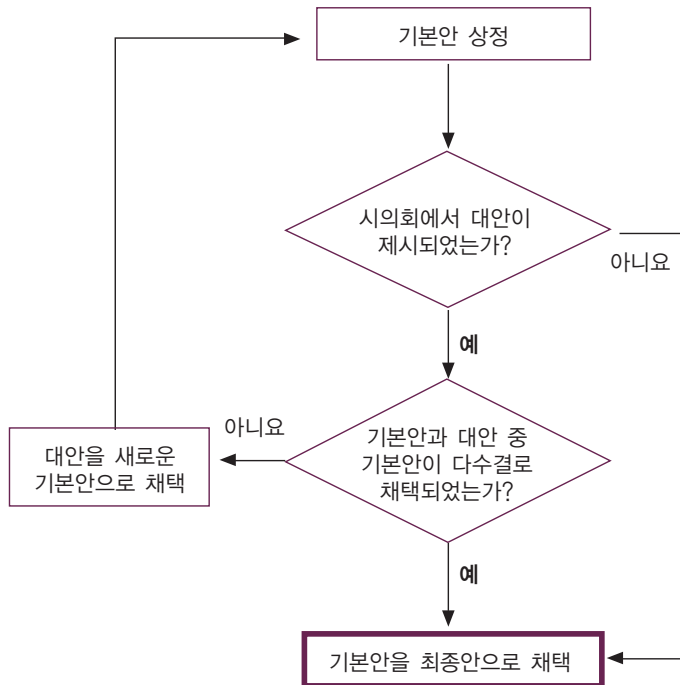 기본안 상정
시의회에서 대안이
제시되었는가?
아니요
예
아니요
기본안과 대안 중
기본안이 다수결로
채택되었는가?
대안을 새로운
기본안으로 채택
예
기본안을 최종안으로 채택